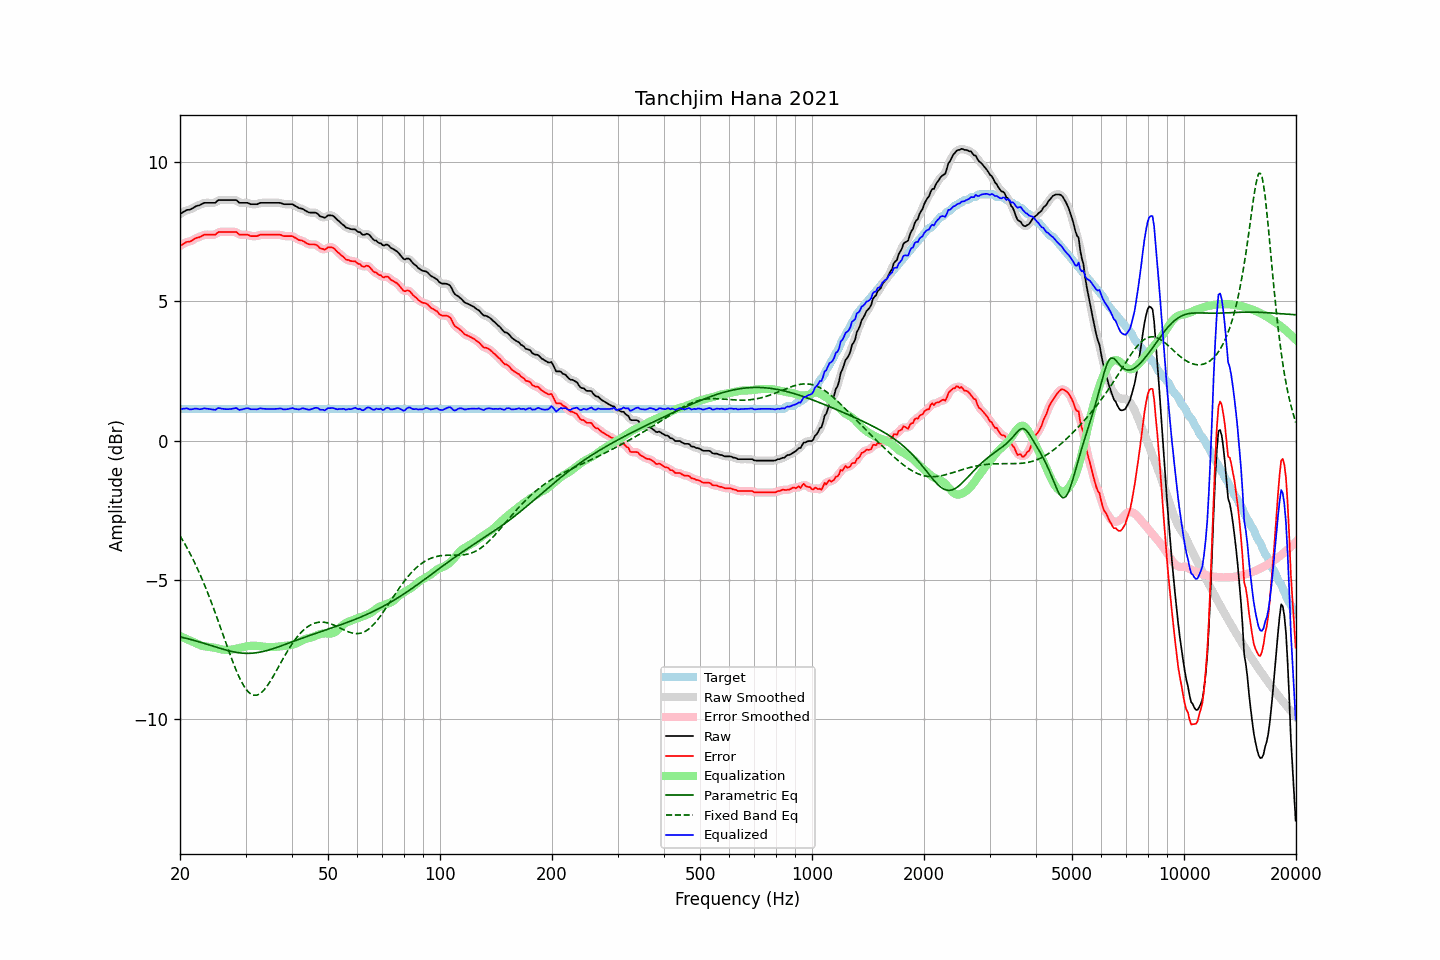 Tanchjim Hana 2021
Amplitude (dBr)
10
5
0
−5
−10
Target
Raw Smoothed
Error Smoothed
Raw
Error
Equalization
Parametric Eq
Fixed Band Eq
Equalized
20 50 100 200 500 1000 2000 5000 10000 20000
Frequency (Hz)